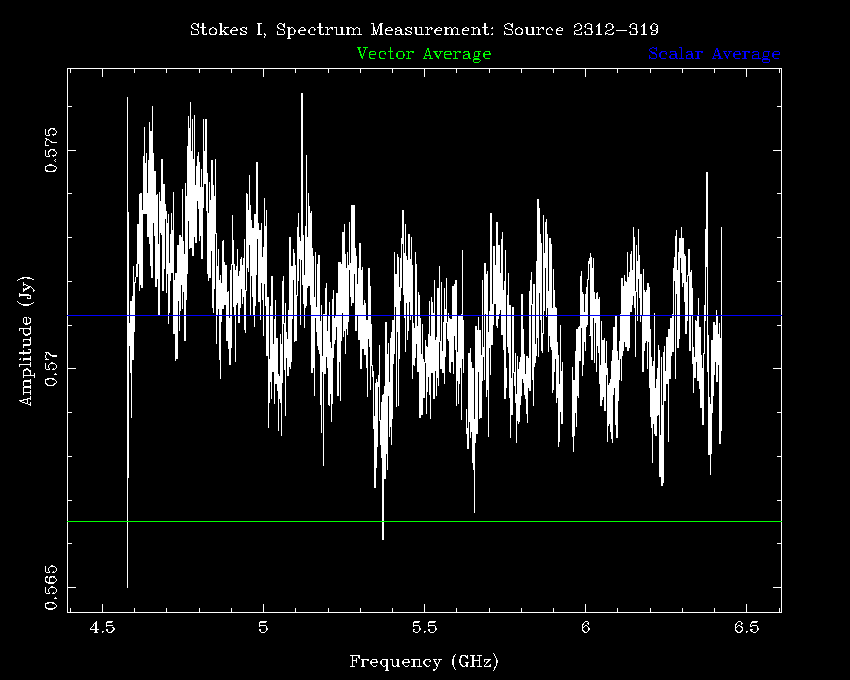 Stokes I, Spectrum Measurement: Source 2312−319
Vector Average Scalar Average
0.575
0.57
0.565
Amplitude (Jy)
4.5 5 5.5 6 6.5
Frequency (GHz)